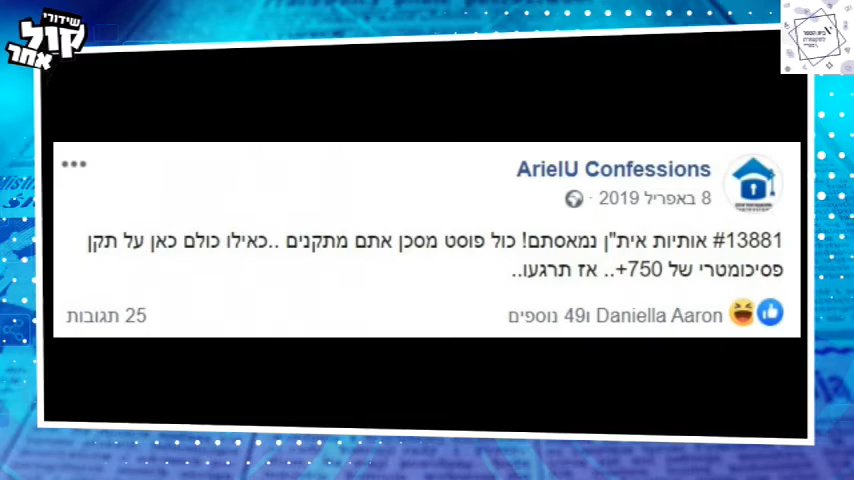 שידורי
קול
אחר
ArielU Confessions
8 באפריל 2019 ·
#13881 אותיות אית"ן נמאסתם! כול פוסט מסכן אתם מתקנים ..כאילו כולם כאן על תקן
פסיכומטרי של 750+.. אז תרגעו..
Daniella Aaron ו49 נוספים
25 תגובות